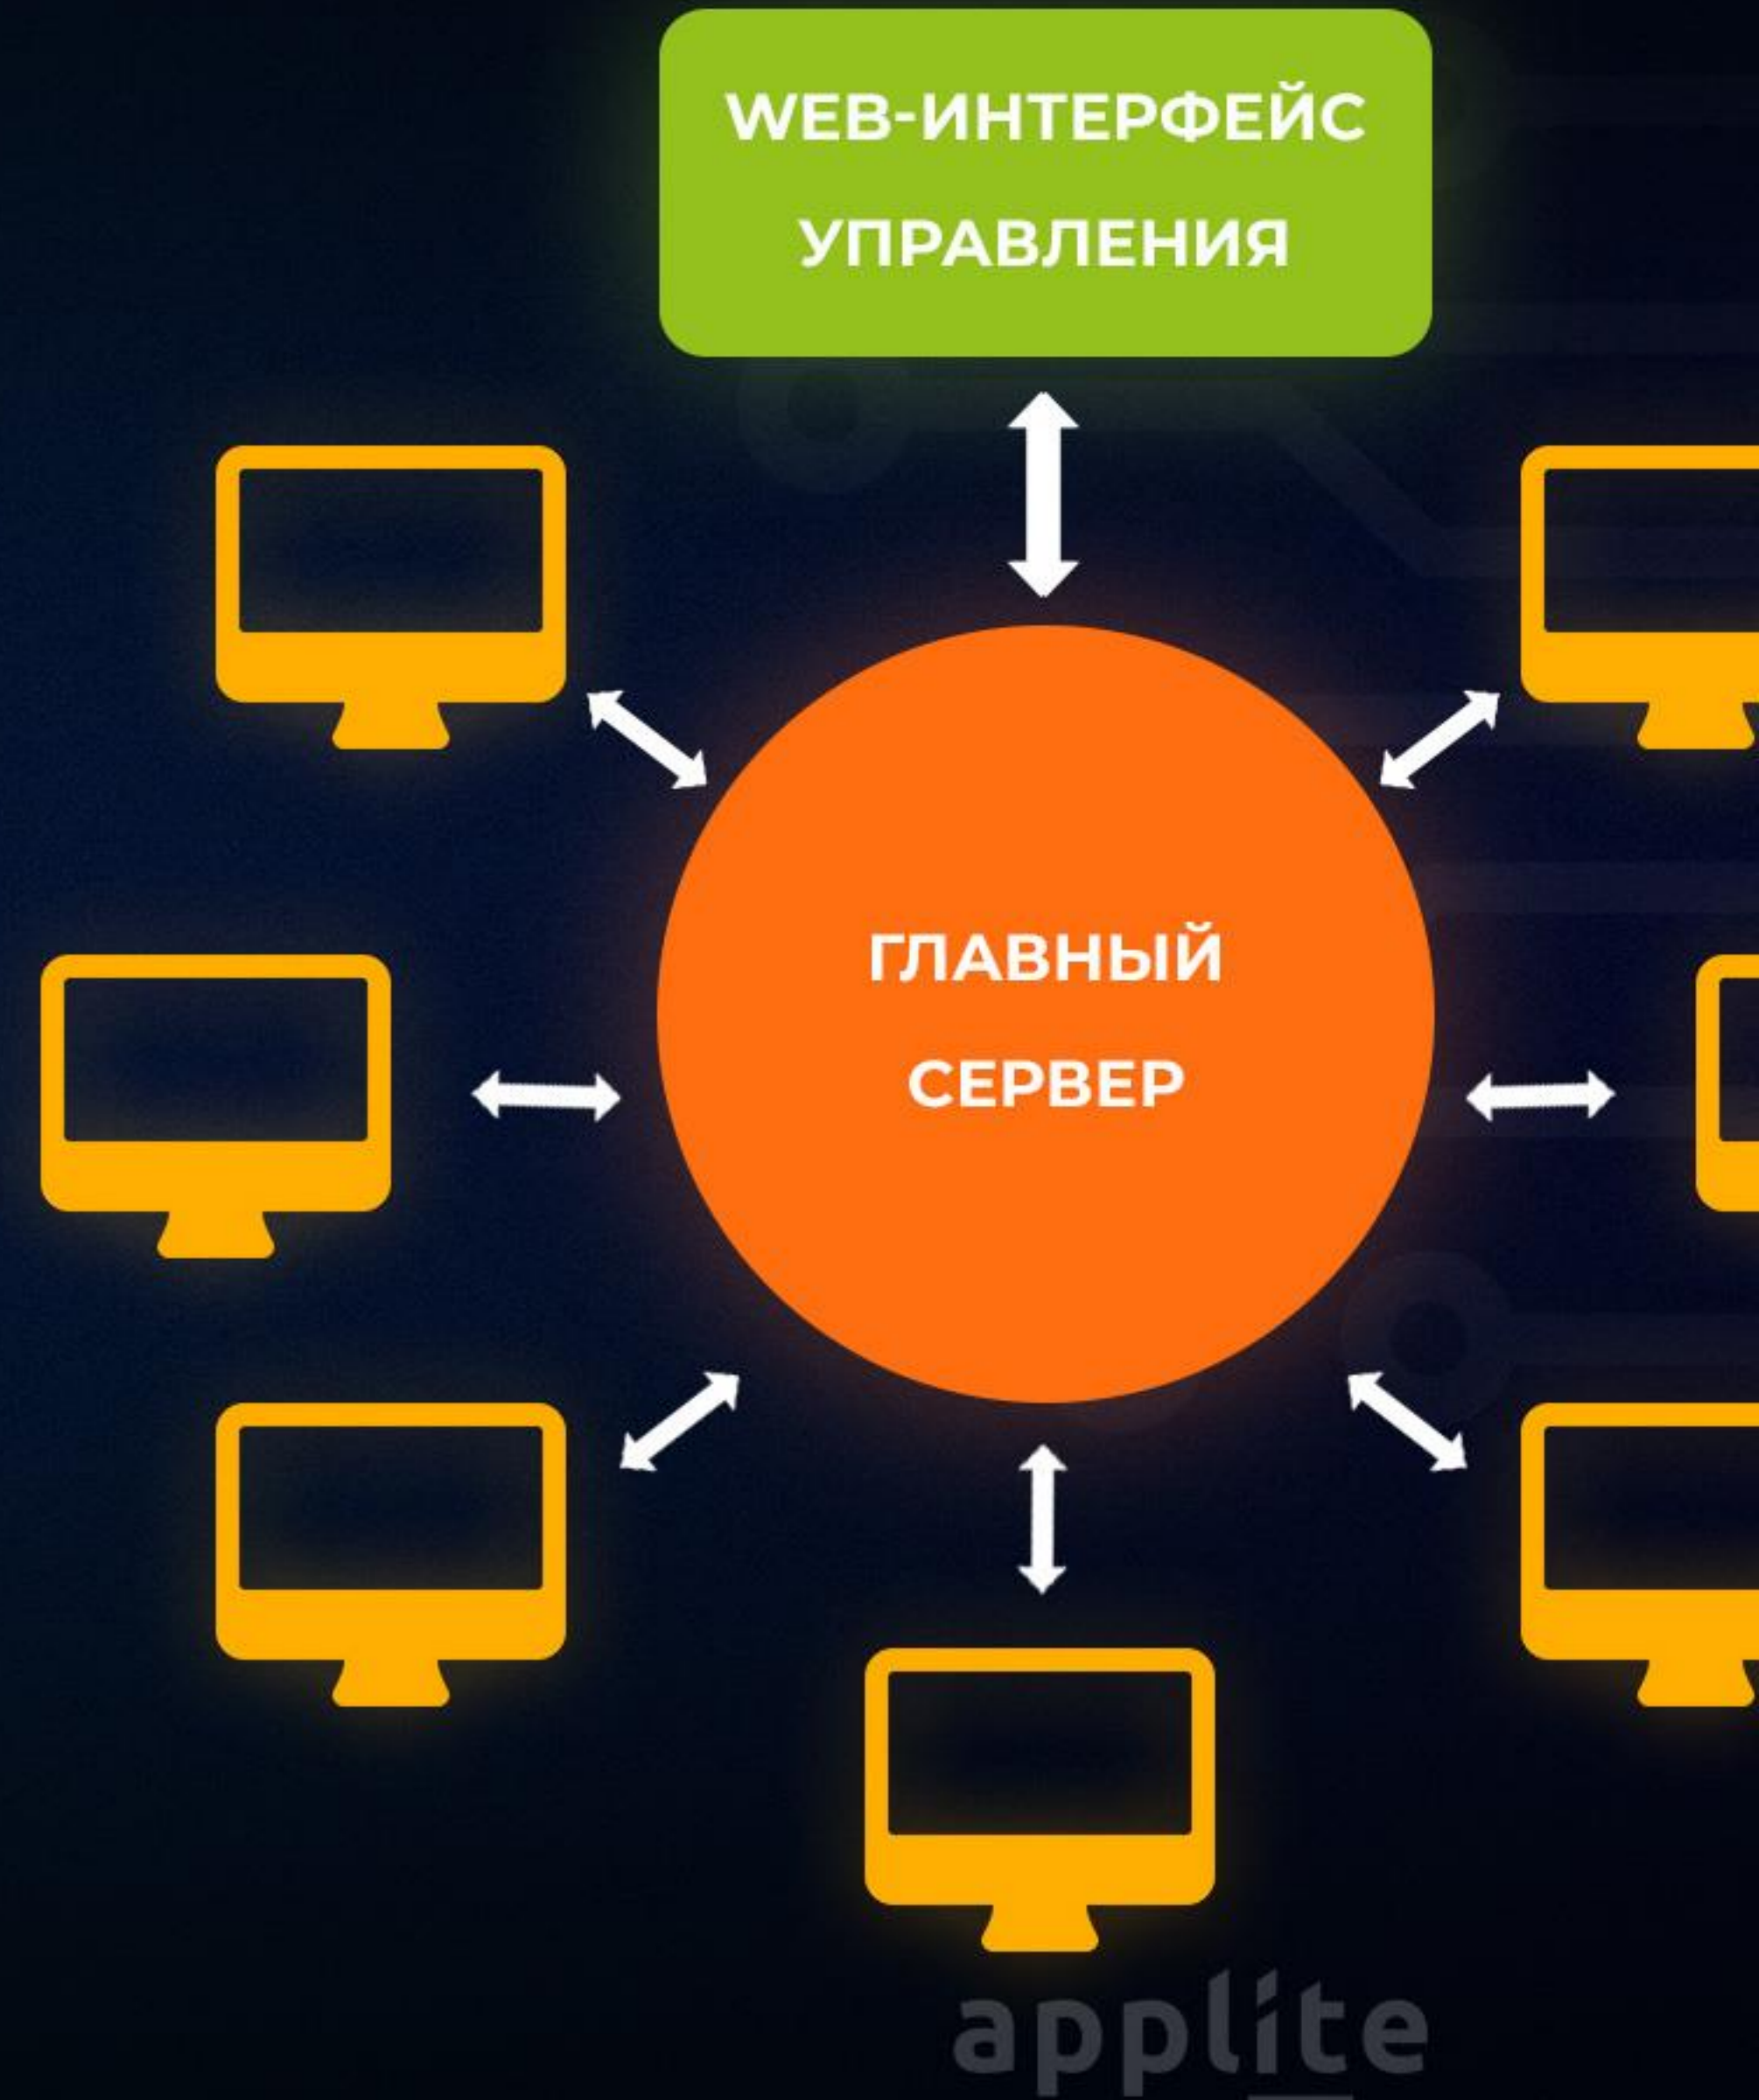 WEB-ИНТЕРФЕЙС
УПРАВЛЕНИЯ
ГЛАВНЫЙ
СЕРВЕР
applite